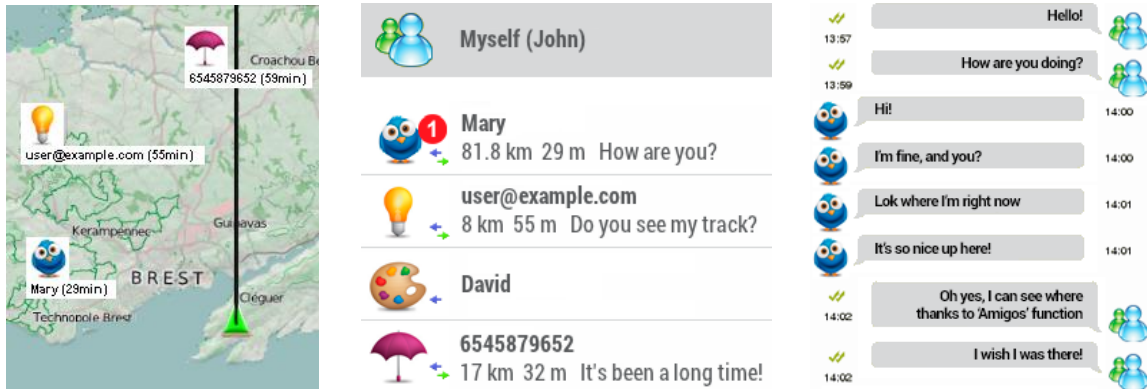 Croachou Be
6545879652 (59min)
user@example.com (55min)
Guipavas
Kerampennec
BREST
Mary (29min)
Cléguer
Technopole Brest
Myself (John)
1
Mary
81.8 km 29 m How are you?
user@example.com
8 km 55 m Do you see my track?
David
6545879652
17 km 32 m It's been a long time!
Hello!
13:57
How are you doing?
13:59
Hi!
14:00
I'm fine, and you?
14:00
Lok where I'm right now
14:01
It's so nice up here!
14:01
Oh yes, I can see where
thanks to 'Amigos' function
14:02
I wish I was there!
14:02